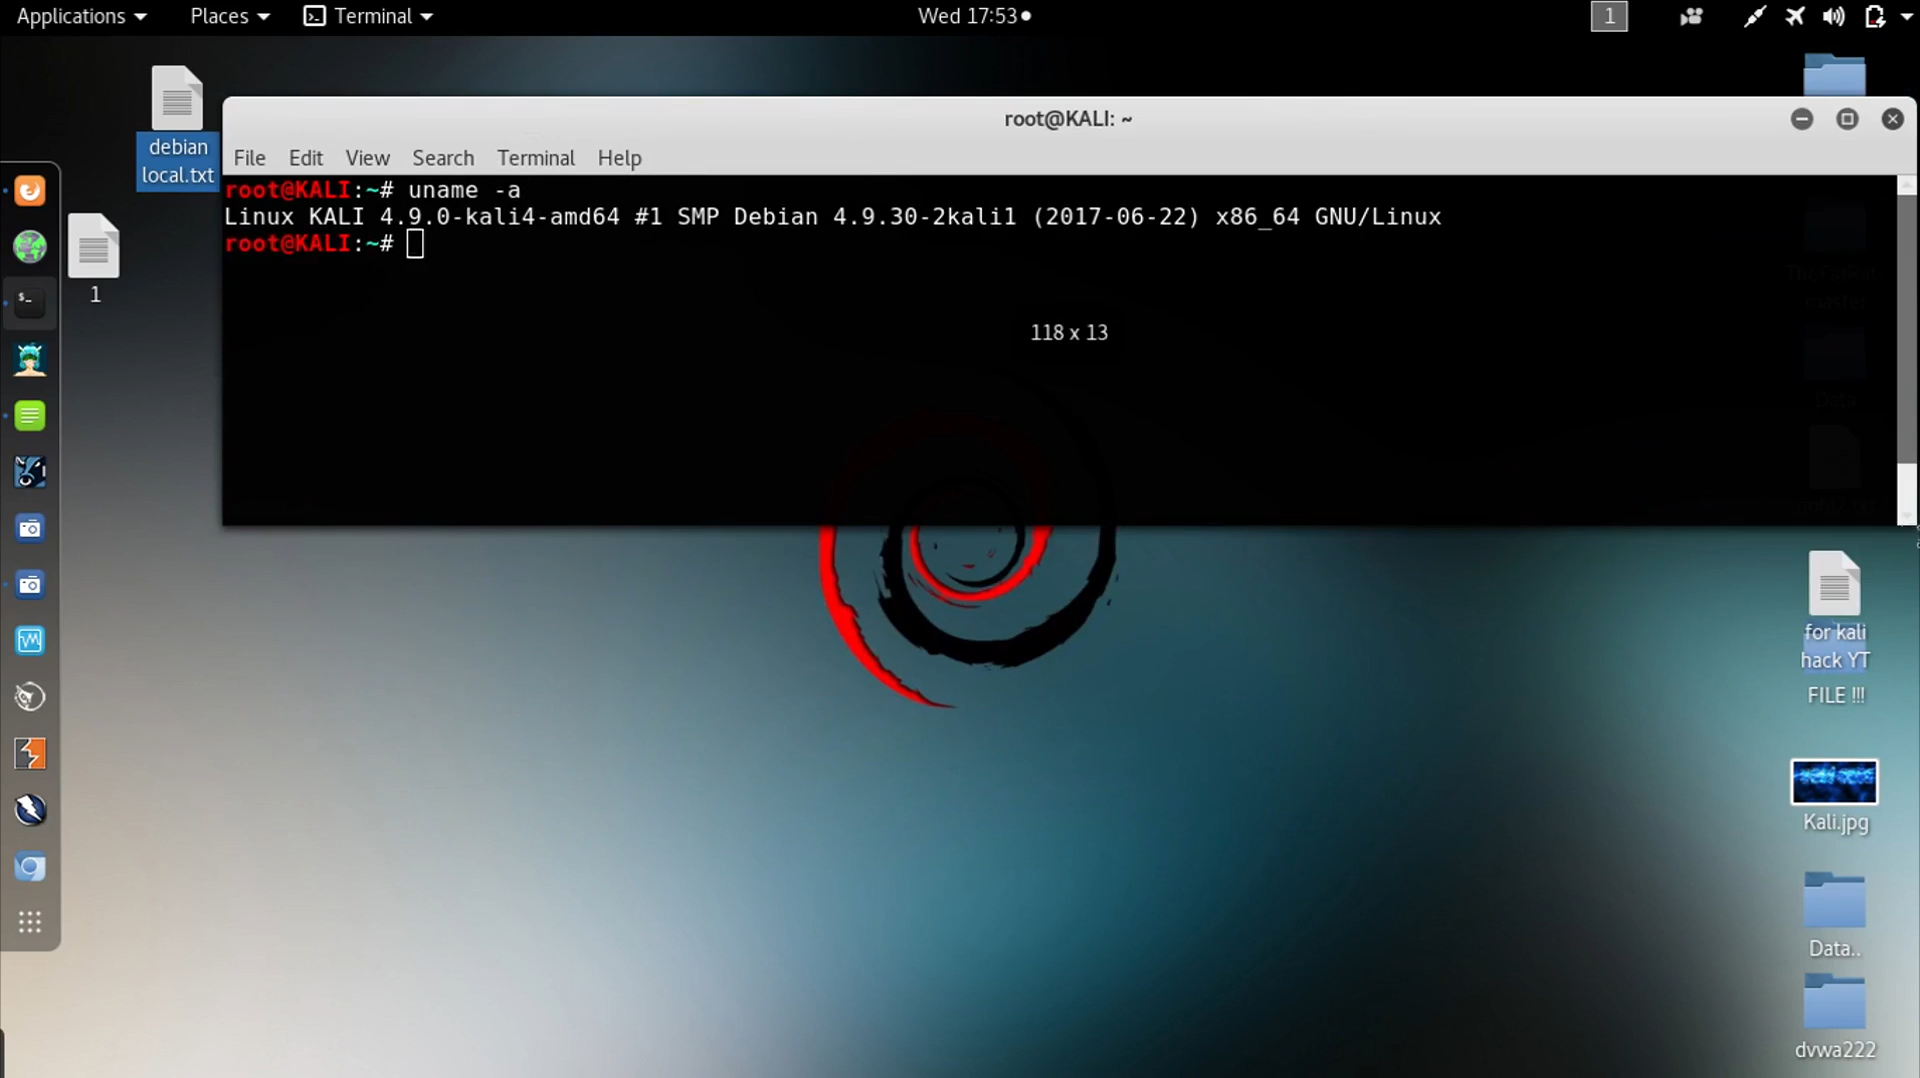 Applications Places Terminal Wed 17:53 1
debian
local.txt
root@KALI: ~
File Edit View Search Terminal Help
root@KALI:~# uname -a
Linux KALI 4.9.0-kali4-amd64 #1 SMP Debian 4.9.30-2kali1 (2017-06-22) x86_64 GNU/Linux
root@KALI:~#
1
118 x 13
Data
for kali
hack YT
FILE !!!
Kali.jpg
Data..
dvwa222